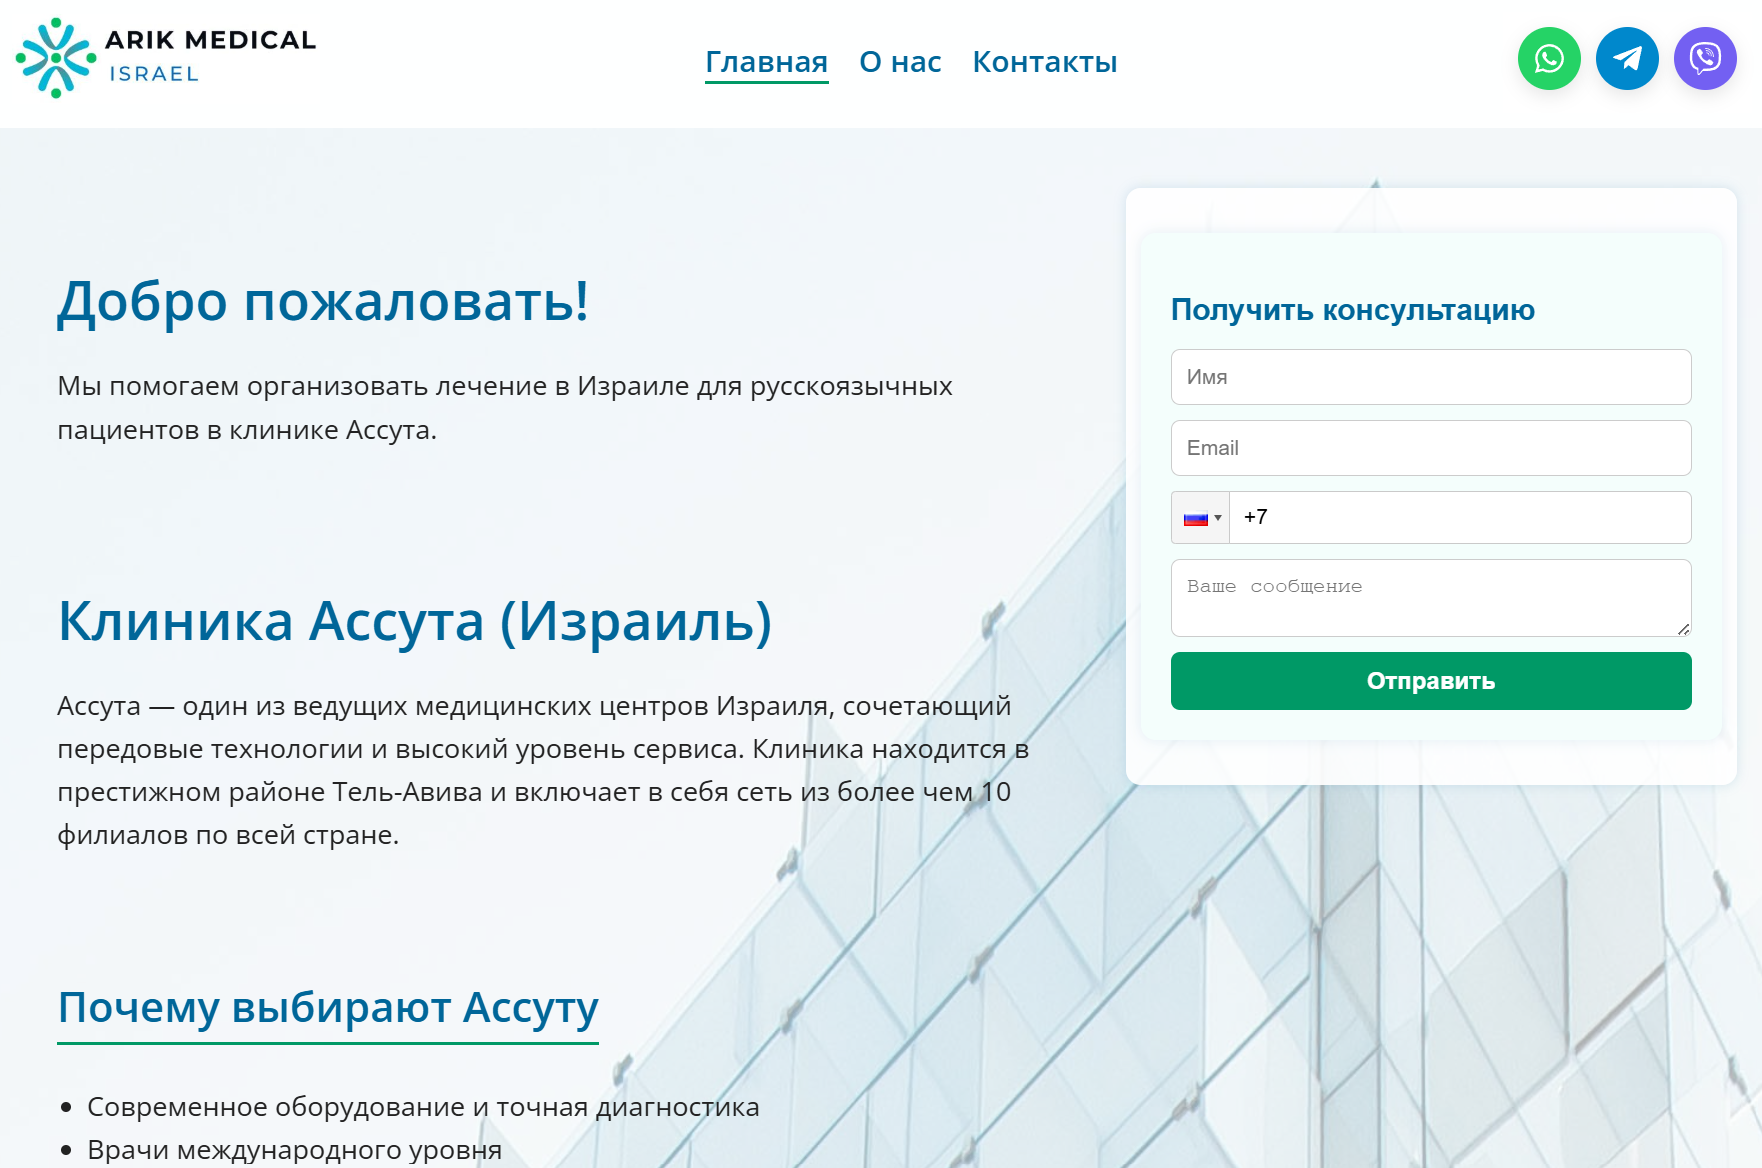 ARIK MEDICAL
ISRAEL
Главная
О нас
Контакты
Добро пожаловать!
Мы помогаем организовать лечение в Израиле для русскоязычных
пациентов в клинике Ассута.
Клиника Ассута (Израиль)
Ассута — один из ведущих медицинских центров Израиля, сочетающий
передовые технологии и высокий уровень сервиса. Клиника находится в
престижном районе Тель-Авива и включает в себя сеть из более чем 10
филиалов по всей стране.
Почему выбирают Ассуту
Современное оборудование и точная диагностика
Врачи международного уровня
Получить консультацию
Имя
Email
+7
Ваше сообщение
Отправить